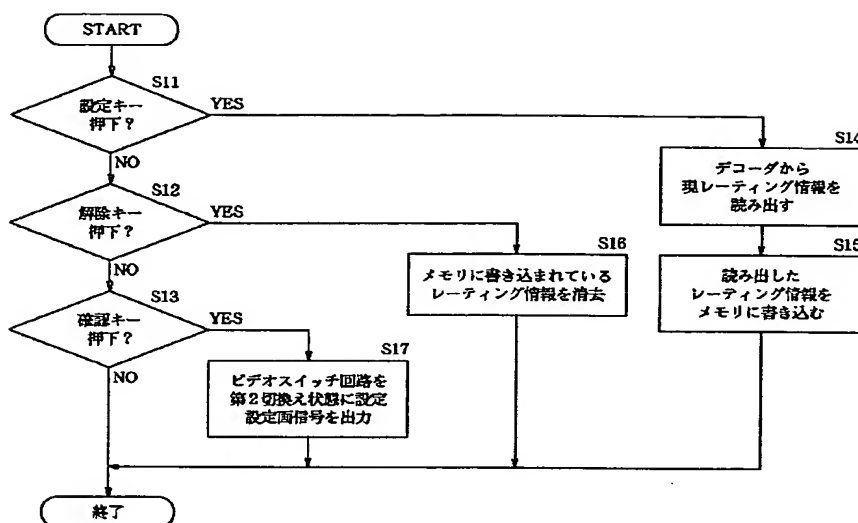 START
S11
設定キー
押下?
YES
NO
S14
デコーダから
現レーティング情報を
読み出す
S12
解除キー
押下?
YES
NO
S16
メモリに書き込まれている
レーティング情報を消去
S15
読み出した
レーティング情報を
メモリに書き込む
S13
確認キー
押下?
YES
NO
S17
ビデオスイッチ回路を
第2切換え状態に設定
設定面信号を出力
終了